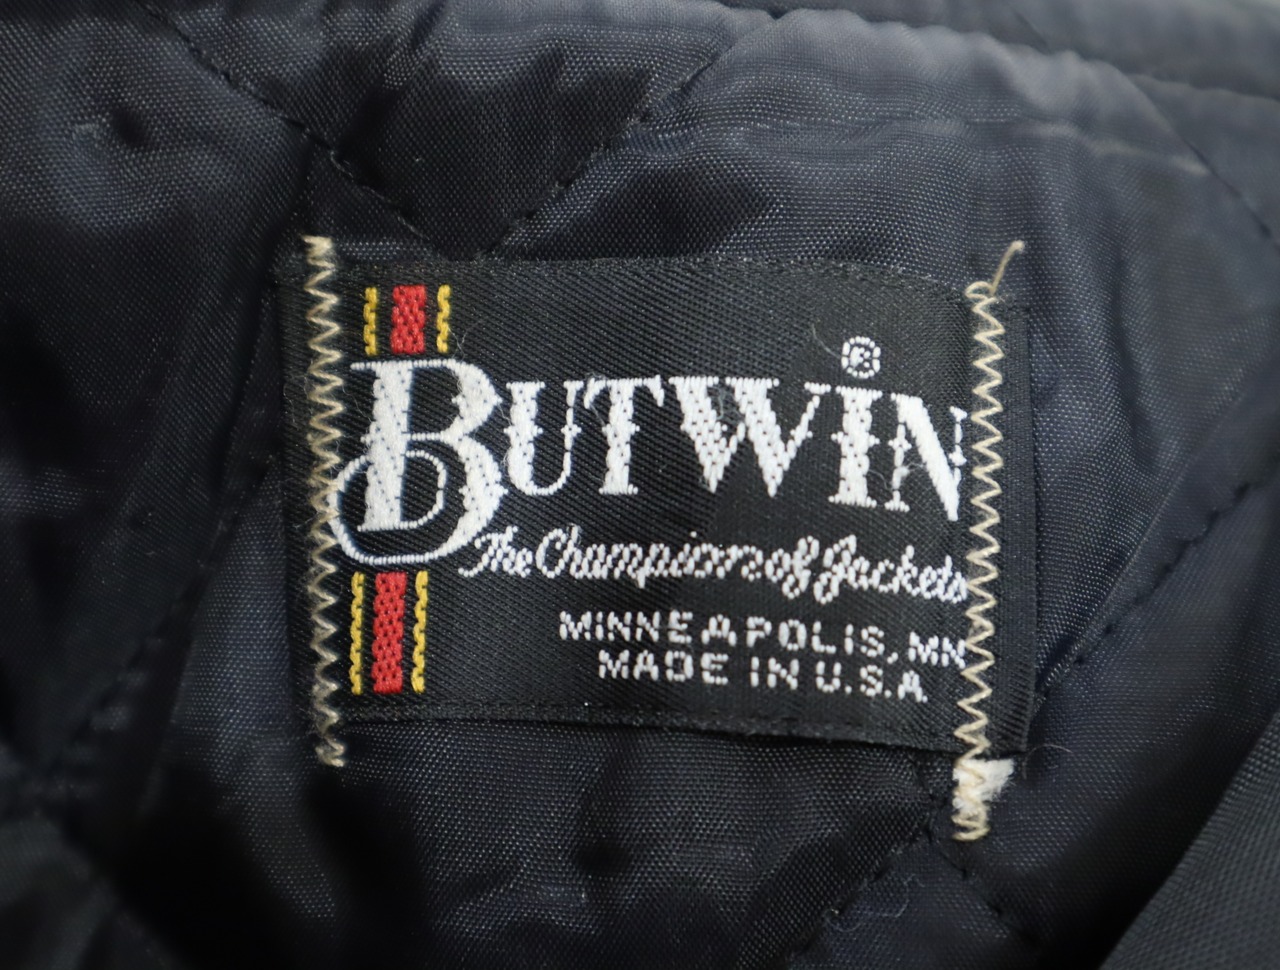 BUTWIN®
The Champion of Jackets
MINNEAPOLIS, MN
MADE IN U.S.A